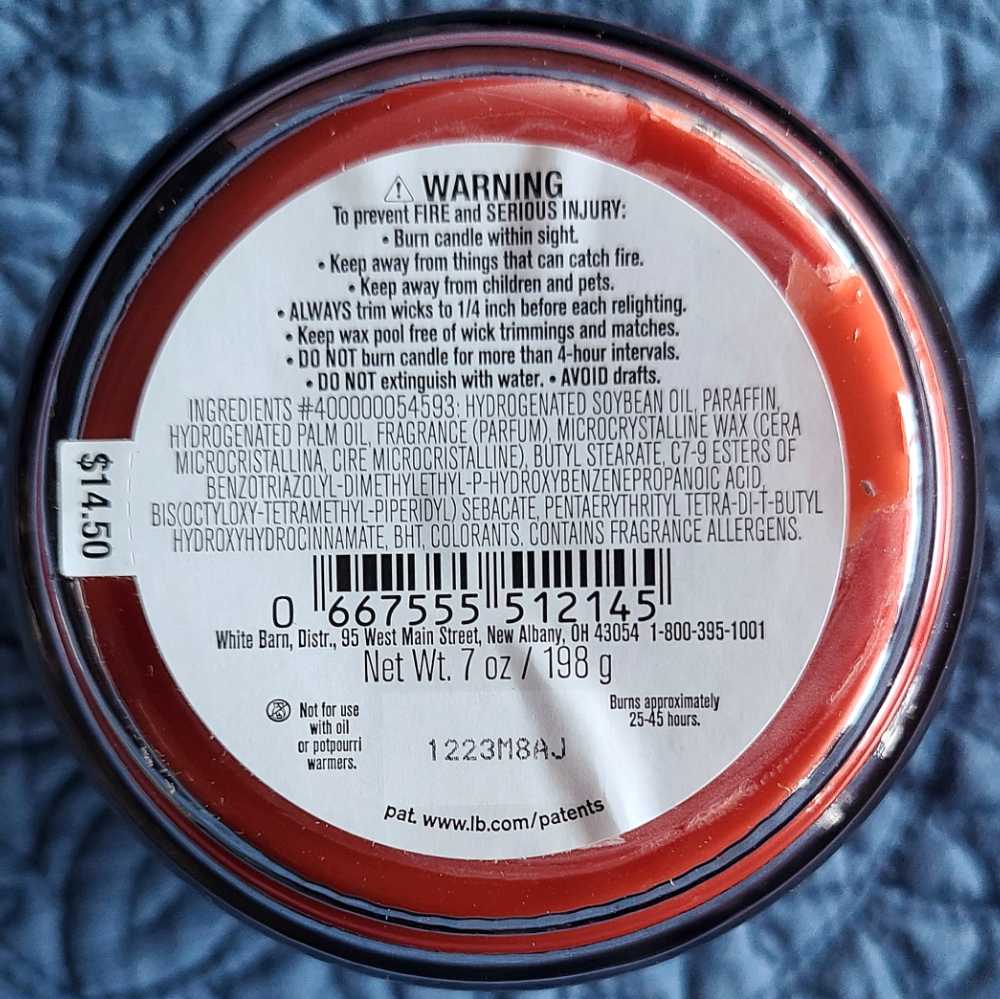 WARNING
To prevent FIRE and SERIOUS INJURY:
• Burn candle within sight.
• Keep away from things that can catch fire.
• Keep away from children and pets.
• ALWAYS trim wicks to 1/4 inch before each relighting.
• Keep wax pool free of wick trimmings and matches.
• DO NOT burn candle for more than 4-hour intervals.
• DO NOT extinguish with water. • AVOID drafts.
INGREDIENTS #400000054593: HYDROGENATED SOYBEAN OIL, PARAFFIN,
HYDROGENATED PALM OIL, FRAGRANCE (PARFUM), MICROCRYSTALLINE WAX (CERA
MICROCRISTALLINA, CIRE MICROCRISTALLINE), BUTYL STEARATE, C7-9 ESTERS OF
BENZOTRIAZOLYL-DIMETHYLETHYL-P-HYDROXYBENZENEPROPANOIC ACID,
BIS(OCTYLOXY-TETRAMETHYL-PIPERIDYL) SEBACATE, PENTAERYTHRITYL TETRA-DI-T-BUTYL
HYDROXYHYDROCINNAMATE, BHT, COLORANTS. CONTAINS FRAGRANCE ALLERGENS.
$14.50
0 667555 512145
White Barn, Distr., 95 West Main Street, New Albany, OH 43054 1-800-395-1001
Net Wt. 7 oz / 198 g
Not for use
with oil
or potpourri
warmers.
Burns approximately
25-45 hours.
1223M8AJ
pat. www.lb.com/patents